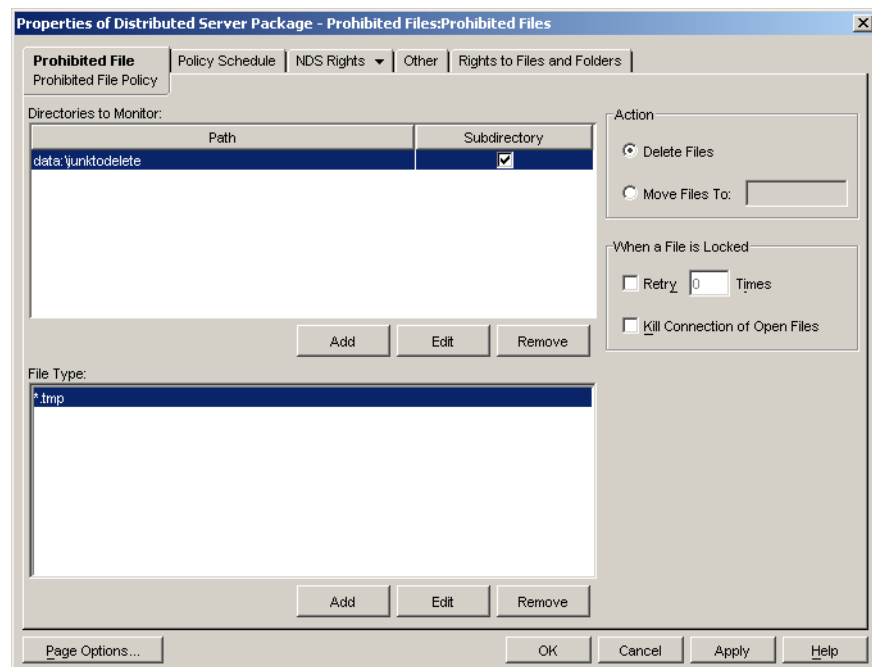 Properties of Distributed Server Package - Prohibited Files:Prohibited Files
Prohibited File Policy Schedule NDS Rights Other Rights to Files and Folders
Prohibited File Policy
Directories to Monitor:
Path Subdirectory
data:\junktodelete
Add Edit Remove
Action
Delete Files
Move Files To:
When a File is Locked
Retry 0 Times
Kill Connection of Open Files
File Type:
*.tmp
Add Edit Remove
Page Options... OK Cancel Apply Help